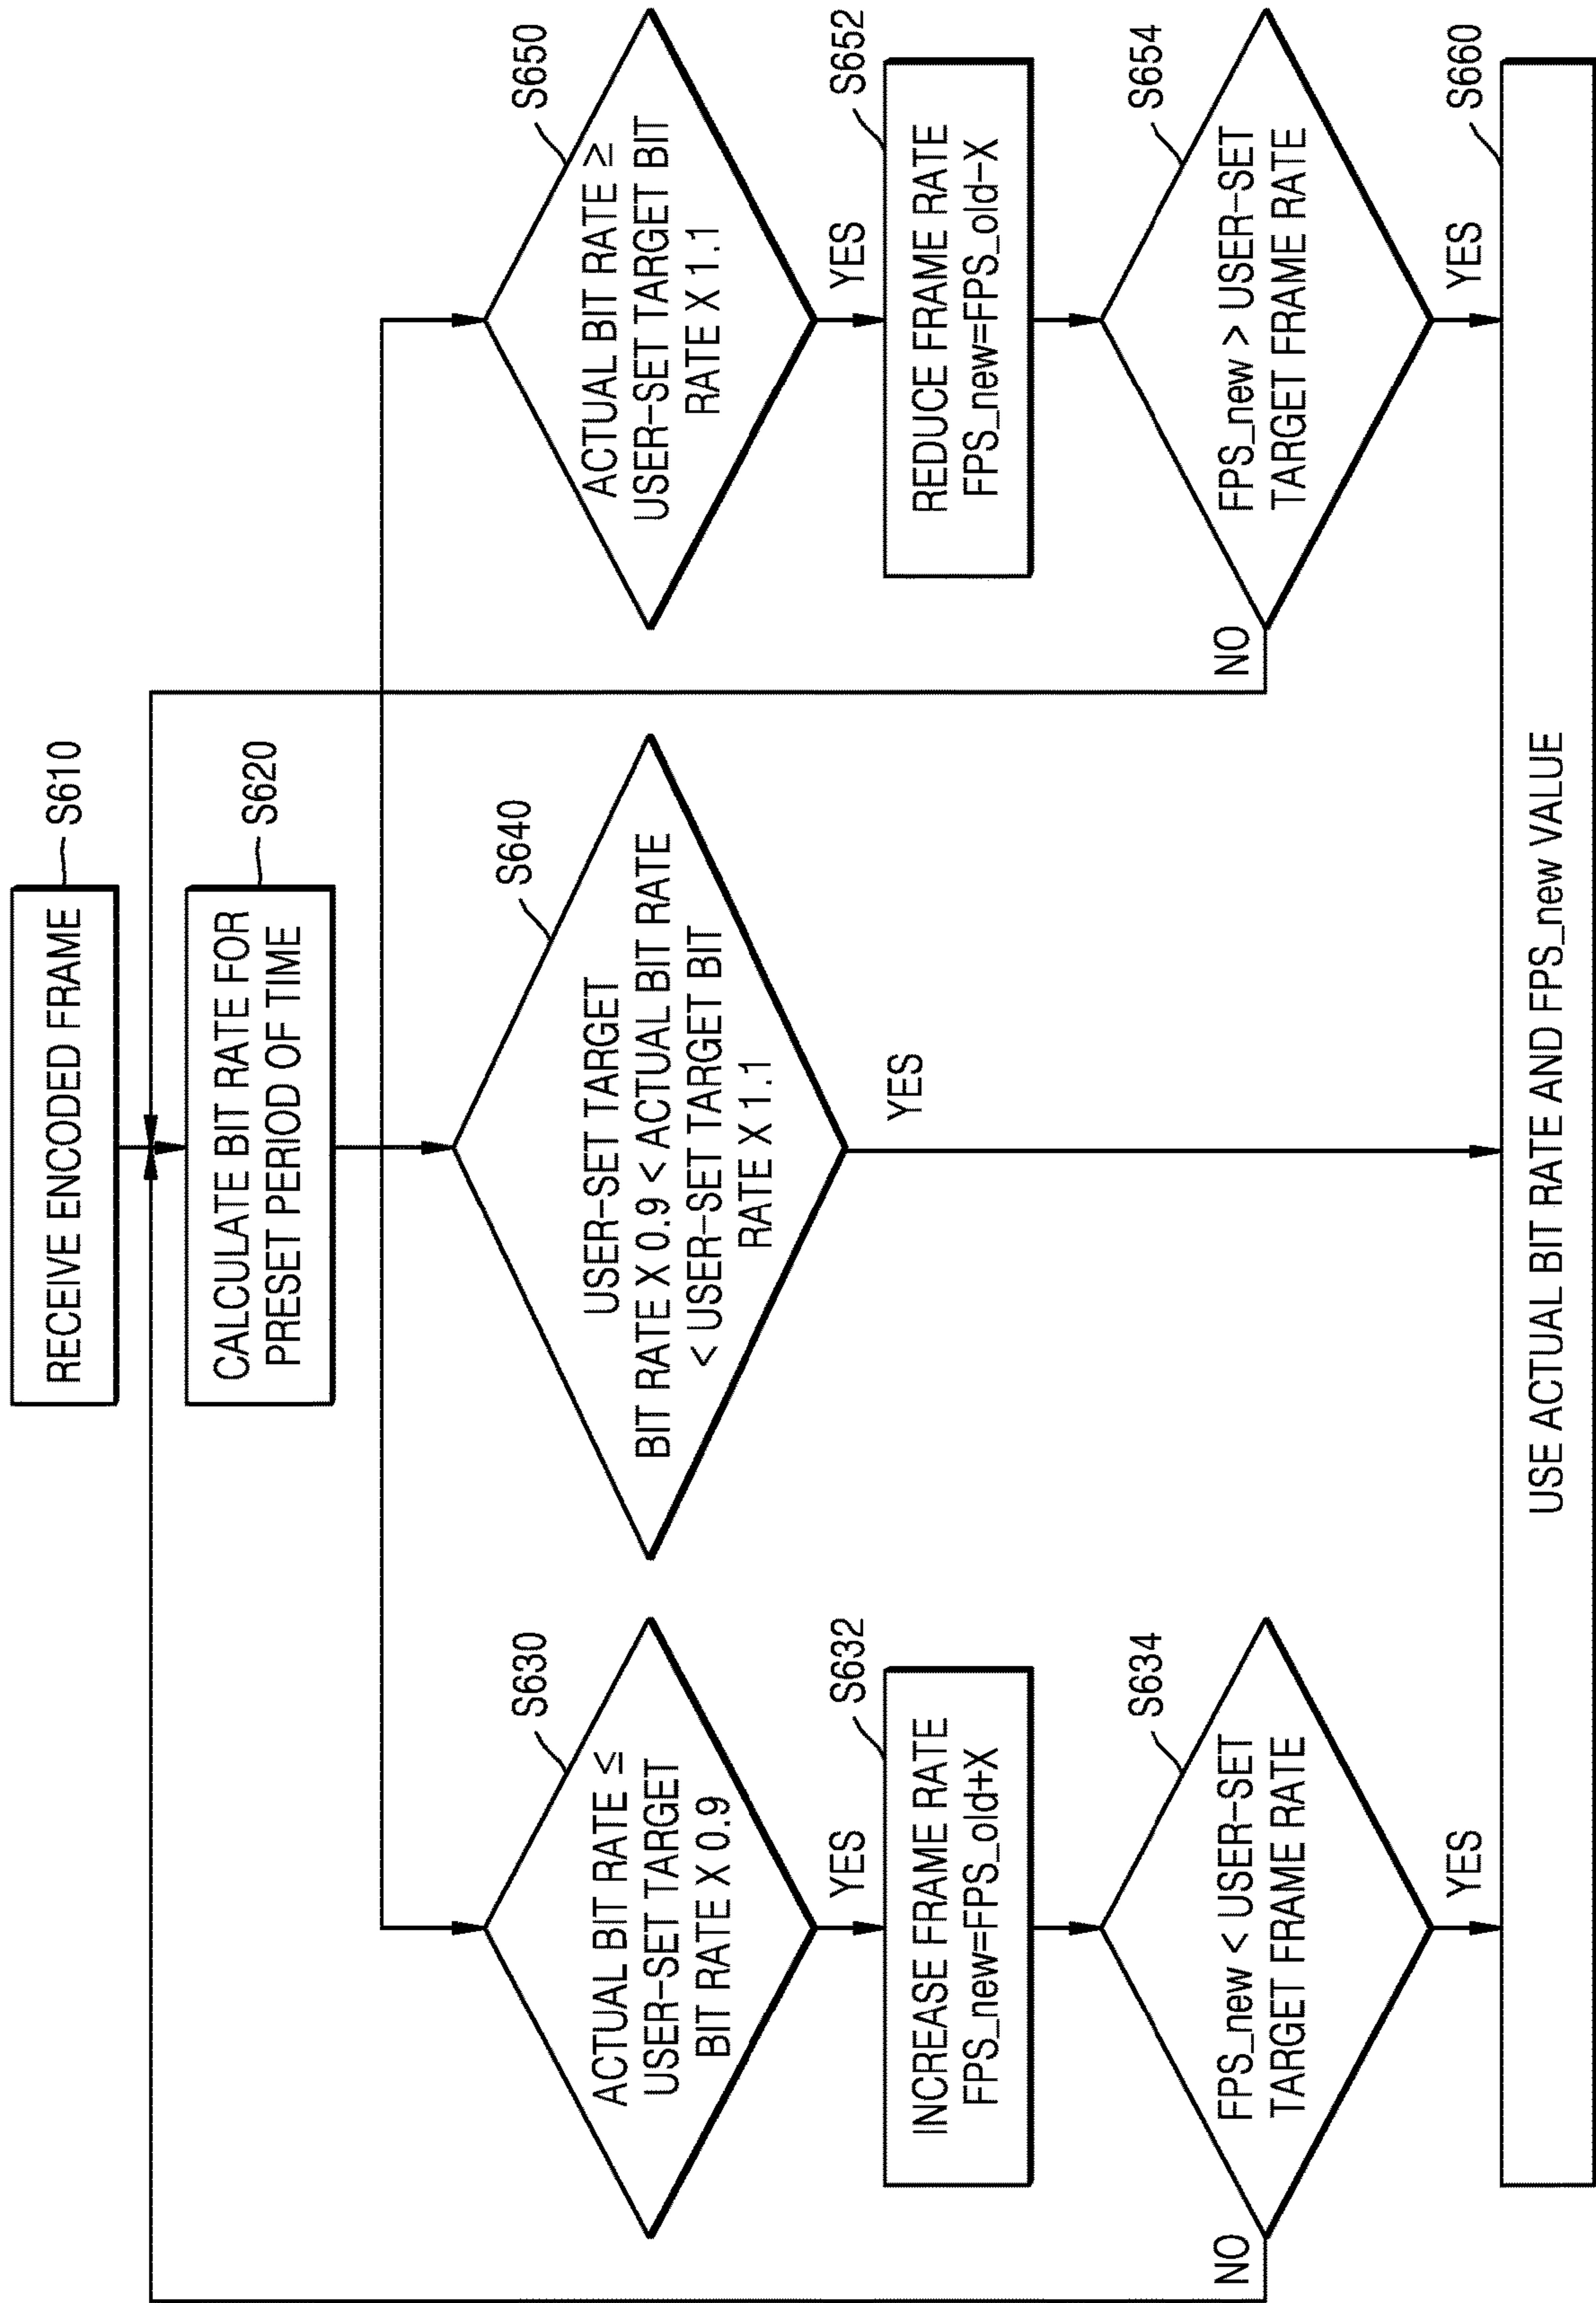 RECEIVE ENCODED FRAME
S610
CALCULATE BIT RATE FOR
PRESET PERIOD OF TIME
S620
ACTUAL BIT RATE ≤
USER-SET TARGET
BIT RATE X 0.9
S630
YES
INCREASE FRAME RATE
FPS_new=FPS_old+X
S632
FPS_new < USER-SET
TARGET FRAME RATE
S634
NO
YES
USER-SET TARGET
BIT RATE X 0.9 < ACTUAL BIT RATE
< USER-SET TARGET BIT
RATE X 1.1
S640
YES
ACTUAL BIT RATE ≥
USER-SET TARGET BIT
RATE X 1.1
S650
YES
REDUCE FRAME RATE
FPS_new=FPS_old-X
S652
FPS_new > USER-SET
TARGET FRAME RATE
S654
NO
YES
USE ACTUAL BIT RATE AND FPS_new VALUE
S660